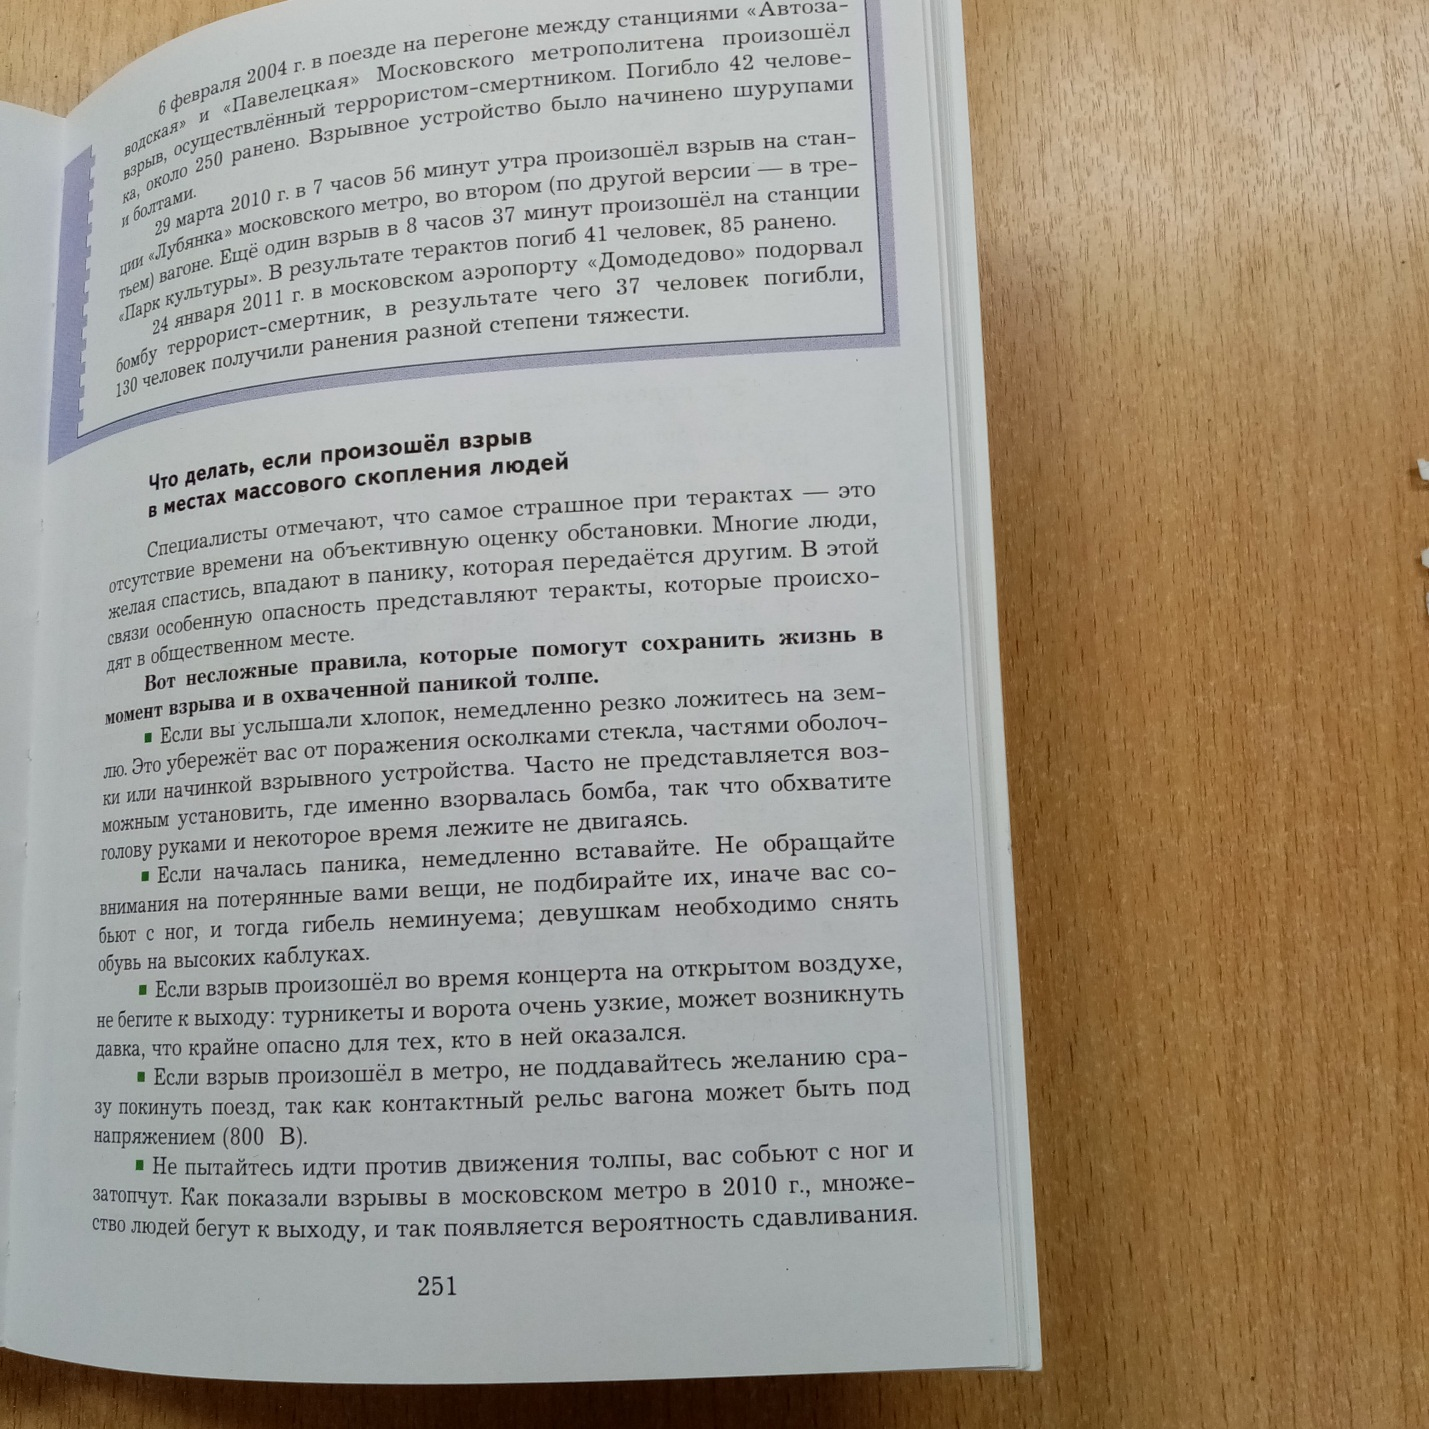 6 февраля 2004 г. в поезде на перегоне между станциями «Автоза-
водская» и «Павелецкая» Московского метрополитена произошёл
взрыв, осуществлённый террористом-смертником. Погибло 42 челове-
ка, около 250 ранено. Взрывное устройство было начинено шурупами
и болтами.
29 марта 2010 г. в 7 часов 56 минут утра произошёл взрыв на стан-
ции «Лубянка» московского метро, во втором (по другой версии — в тре-
тьем) вагоне. Ещё один взрыв в 8 часов 37 минут произошёл на станции
«Парк культуры». В результате терактов погиб 41 человек, 85 ранено.
24 января 2011 г. в московском аэропорту «Домодедово» подорвал
бомбу террорист-смертник, в результате чего 37 человек погибли,
130 человек получили ранения разной степени тяжести.
Что делать, если произошёл взрыв
в местах массового скопления людей
Специалисты отмечают, что самое страшное при терактах — это
отсутствие времени на объективную оценку обстановки. Многие люди,
желая спастись, впадают в панику, которая передаётся другим. В этой
связи особенную опасность представляют теракты, которые происхо-
дят в общественном месте.
Вот несложные правила, которые помогут сохранить жизнь в
момент взрыва и в охваченной паникой толпе.
▪ Если вы услышали хлопок, немедленно резко ложитесь на зем-
лю. Это убережёт вас от поражения осколками стекла, частями оболоч-
ки или начинкой взрывного устройства. Часто не представляется воз-
можным установить, где именно взорвалась бомба, так что обхватите
голову руками и некоторое время лежите не двигаясь.
▪ Если началась паника, немедленно вставайте. Не обращайте
внимания на потерянные вами вещи, не подбирайте их, иначе вас со-
бьют с ног, и тогда гибель неминуема; девушкам необходимо снять
обувь на высоких каблуках.
▪ Если взрыв произошёл во время концерта на открытом воздухе,
не бегите к выходу: турникеты и ворота очень узкие, может возникнуть
давка, что крайне опасно для тех, кто в ней оказался.
▪ Если взрыв произошёл в метро, не поддавайтесь желанию сра-
зу покинуть поезд, так как контактный рельс вагона может быть под
напряжением (800 В).
▪ Не пытайтесь идти против движения толпы, вас собьют с ног и
затопчут. Как показали взрывы в московском метро в 2010 г., множе-
ство людей бегут к выходу, и так появляется вероятность сдавливания.
251